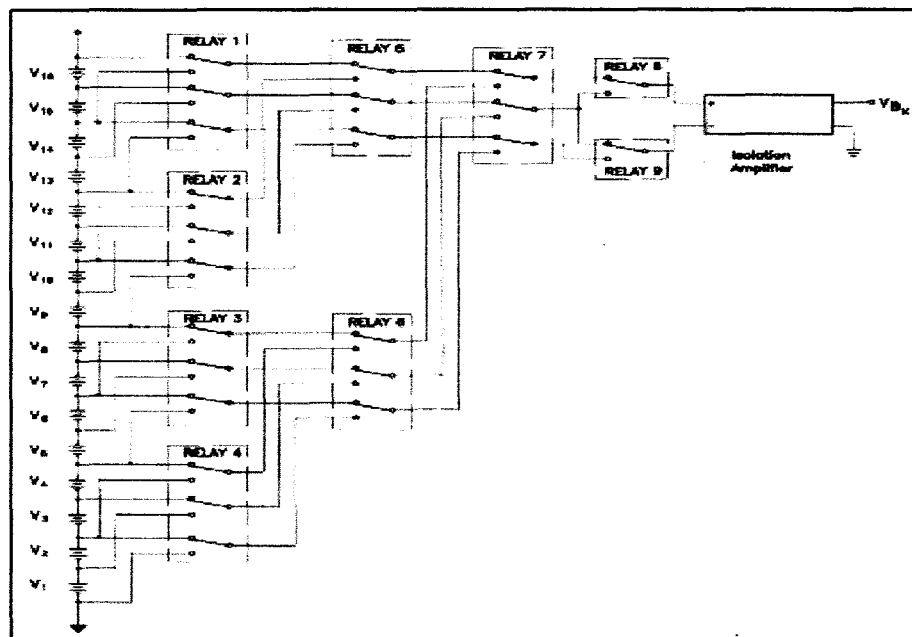 RELAY 1
RELAY 5
RELAY 7
RELAY 8
V16
V15
V14
V13
V12
V11
V10
V9
V8
V7
V6
V5
V4
V3
V2
V1
RELAY 2
RELAY 3
RELAY 4
RELAY 6
RELAY 9
+
−
VBK
Isolation
Amplifier